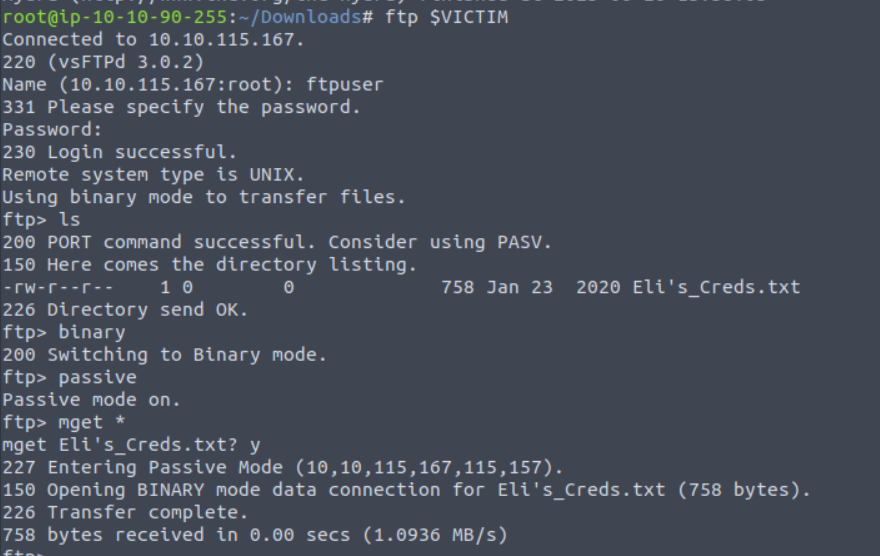 root@ip-10-10-90-255:~/Downloads# ftp $VICTIM
Connected to 10.10.115.167.
220 (vsFTPd 3.0.2)
Name (10.10.115.167:root): ftpuser
331 Please specify the password.
Password:
230 Login successful.
Remote system type is UNIX.
Using binary mode to transfer files.
ftp> ls
200 PORT command successful. Consider using PASV.
150 Here comes the directory listing.
-rw-r--r--    1 0        0             758 Jan 23  2020 Eli's_Creds.txt
226 Directory send OK.
ftp> binary
200 Switching to Binary mode.
ftp> passive
Passive mode on.
ftp> mget *
mget Eli's_Creds.txt? y
227 Entering Passive Mode (10,10,115,167,115,157).
150 Opening BINARY mode data connection for Eli's_Creds.txt (758 bytes).
226 Transfer complete.
758 bytes received in 0.00 secs (1.0936 MB/s)
ftp>